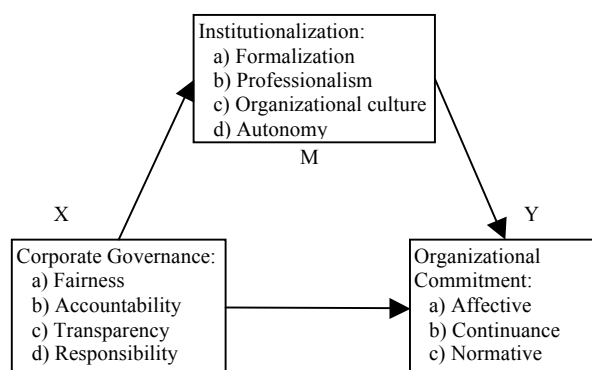 Institutionalization:
a) Formalization
b) Professionalism
c) Organizational culture
d) Autonomy
M
X
Y
Corporate Governance:
a) Fairness
b) Accountability
c) Transparency
d) Responsibility
Organizational
Commitment:
a) Affective
b) Continuance
c) Normative